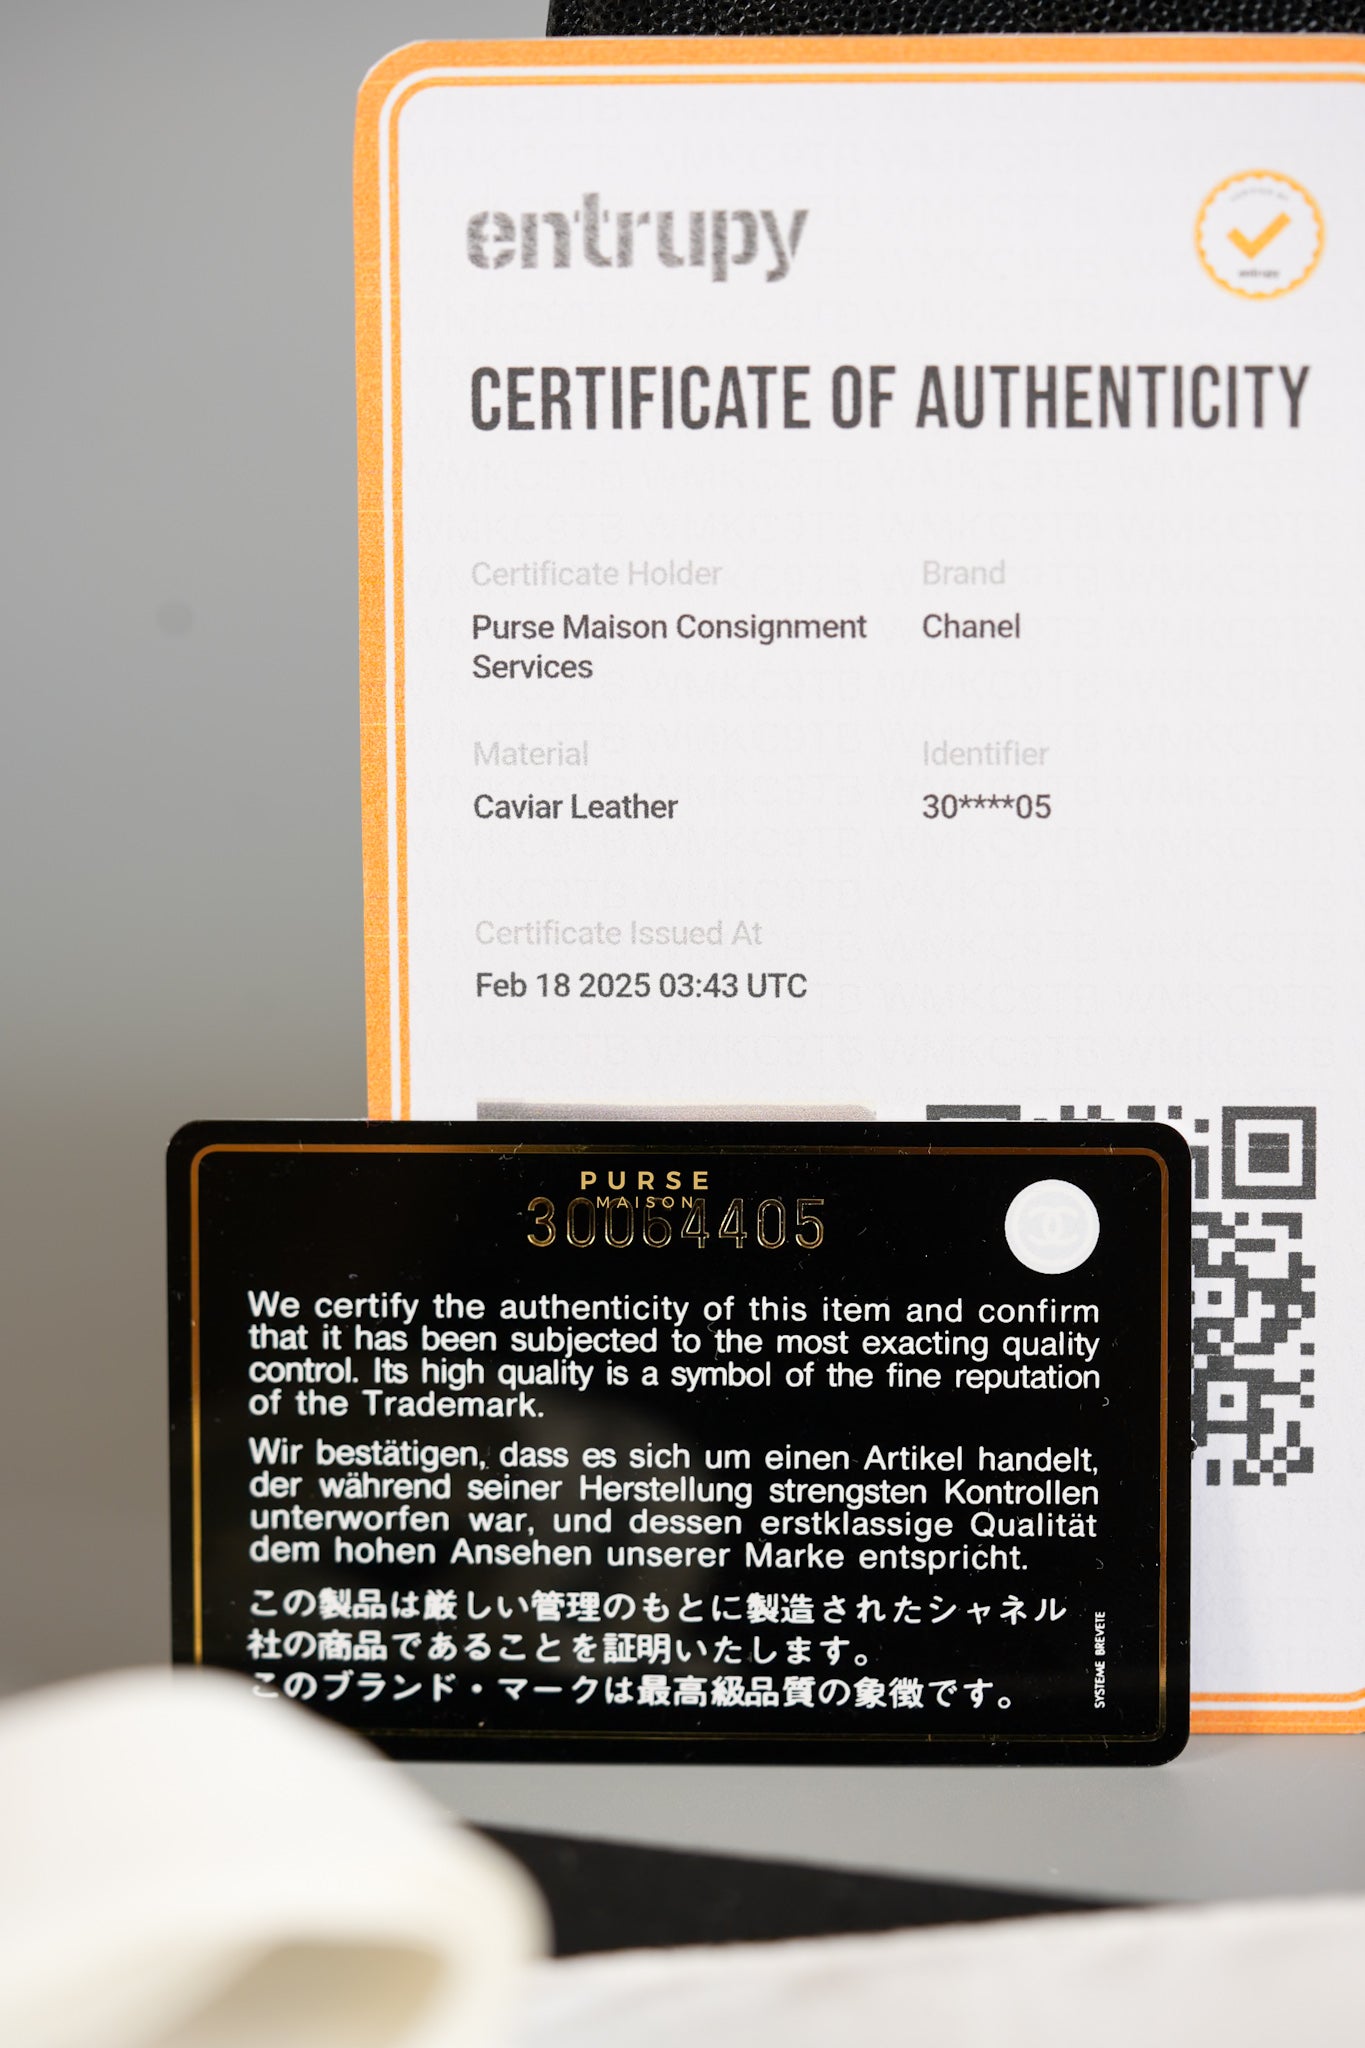 entrupy
CERTIFICATE OF AUTHENTICITY
Certificate Holder
Purse Maison Consignment
Services
Brand
Chanel
Material
Caviar Leather
Identifier
30****05
Certificate Issued At
Feb 18 2025 03:43 UTC
PURSE
MAISON
30064405
We certify the authenticity of this item and confirm
that it has been subjected to the most exacting quality
control. Its high quality is a symbol of the fine reputation
of the Trademark.
Wir bestätigen, dass es sich um einen Artikel handelt,
der während seiner Herstellung strengsten Kontrollen
unterworfen war, und dessen erstklassige Qualität
dem hohen Ansehen unserer Marke entspricht.
この製品は厳しい管理のもとに製造されたシャネル
社の商品であることを証明いたします。
このブランド・マークは最高級品質の象徴です。
SYSTEME BREVETE